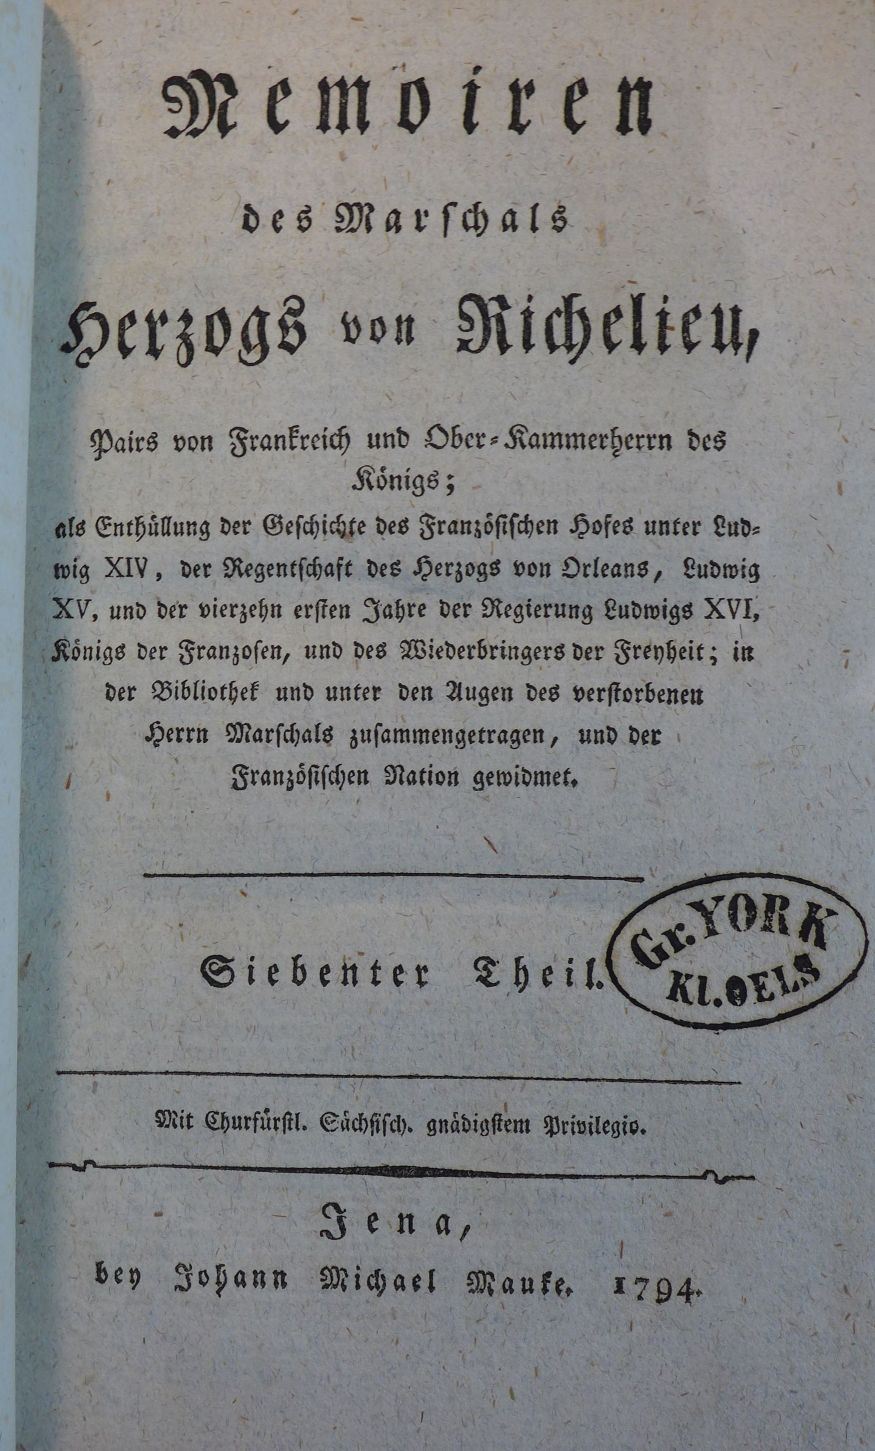 Memoiren
des Marschals
Herzogs von Richelieu,
Pairs von Frankreich und Ober-Kammerherrn des
Königs;
als Enthüllung der Geschichte des Französischen Hofes unter Lud-
wig XIV, der Regentschaft des Herzogs von Orleans, Ludwig
XV, und der vierzehn ersten Jahre der Regierung Ludwigs XVI,
Königs der Franzosen, und des Wiederbringers der Freyheit; in
der Bibliothek und unter den Augen des verstorbenen
Herrn Marschals zusammengetragen, und der
Französischen Nation gewidmet.
Siebenter Theil.
Gr. YORK
Kl. OELS
Mit Churfürstl. Sächsisch. gnädigstem Privilegio.
Jena,
bey Johann Michael Mauke. 1794.